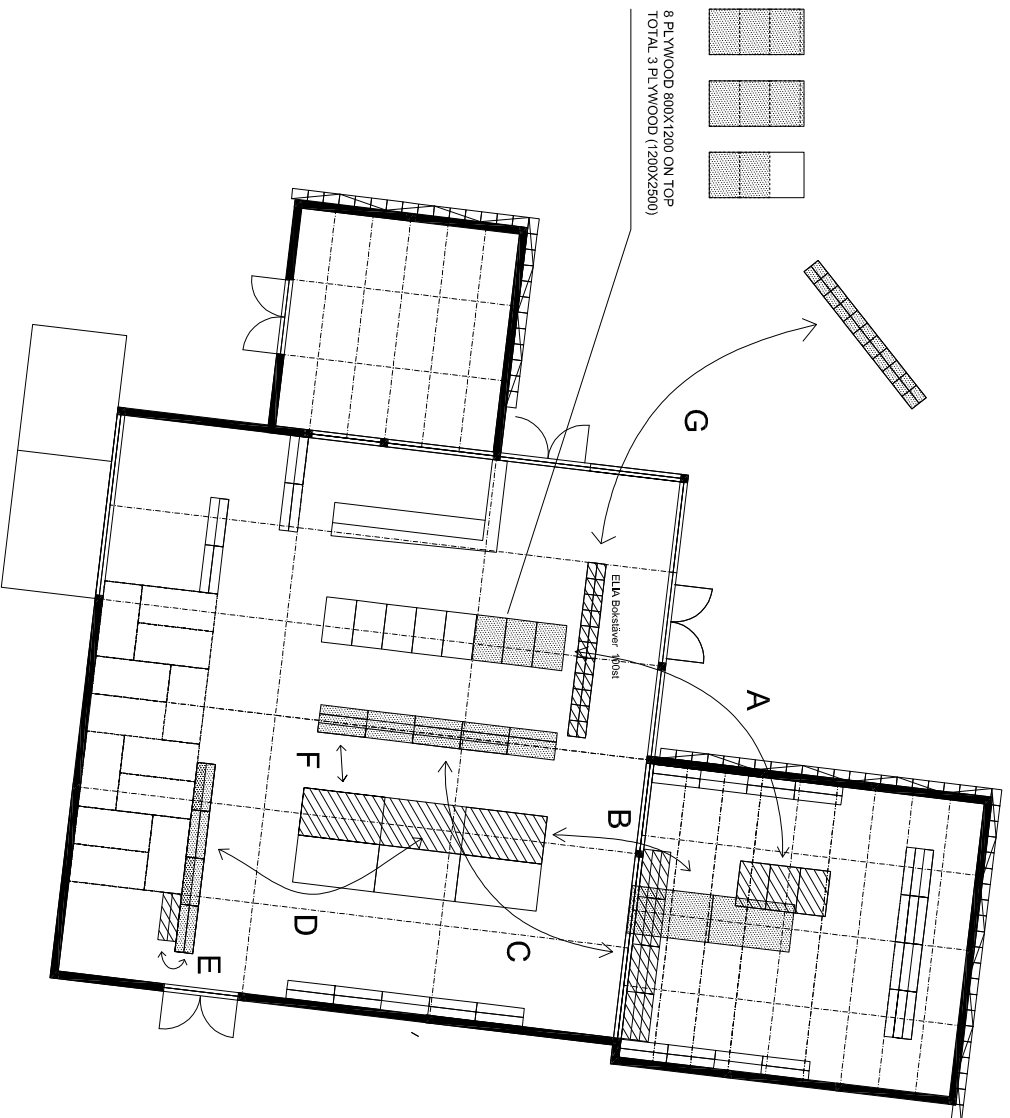 8 PLYWOOD 800X1200 ON TOP
TOTAL 3 PLYWOOD (1200X2500)
G
ELIA Bokstäver 100st
A
F
B
D
C
E